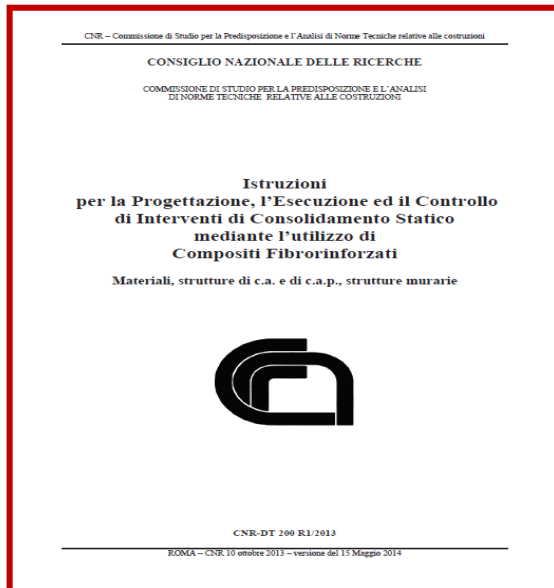 CNR – Commissione di Studio per la Predisposizione e l'Analisi di Norme Tecniche relative alle costruzioni
CONSIGLIO NAZIONALE DELLE RICERCHE
COMMISSIONE DI STUDIO PER LA PREDISPOSIZIONE E L'ANALISI
DI NORME TECNICHE RELATIVE ALLE COSTRUZIONI
Istruzioni
per la Progettazione, l'Esecuzione ed il Controllo
di Interventi di Consolidamento Statico
mediante l'utilizzo di
Compositi Fibrorinforzati
Materiali, strutture di c.a. e di c.a.p., strutture murarie
CNR-DT 200 R1/2013
ROMA – CNR 10 ottobre 2013 – versione del 15 Maggio 2014